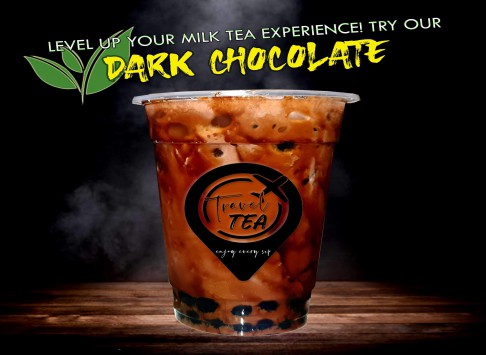 LEVEL UP YOUR MILK TEA EXPERIENCE! TRY OUR
DARK CHOCOLATE
Travel
TEA
enjoy every sip